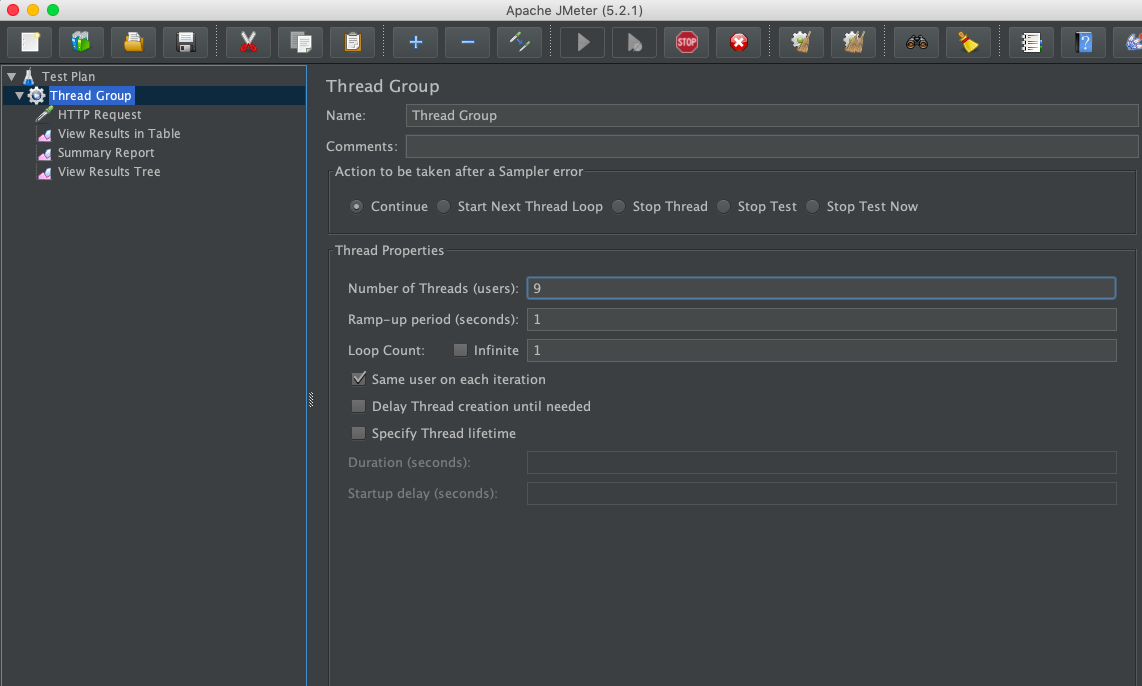 Apache JMeter (5.2.1)
STOP
?
Test Plan
Thread Group
HTTP Request
View Results in Table
Summary Report
View Results Tree
Thread Group
Name: Thread Group
Comments:
Action to be taken after a Sampler error
Continue Start Next Thread Loop Stop Thread Stop Test Stop Test Now
Thread Properties
Number of Threads (users): 9
Ramp-up period (seconds): 1
Loop Count: Infinite 1
Same user on each iteration
Delay Thread creation until needed
Specify Thread lifetime
Duration (seconds):
Startup delay (seconds):